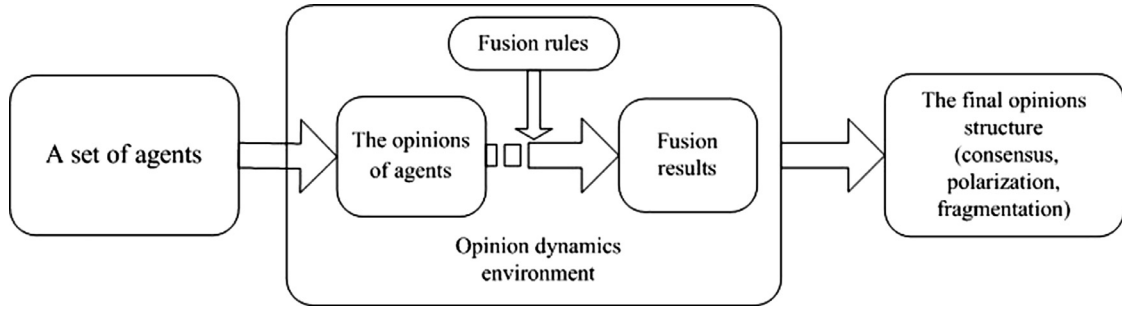 Fusion rules
A set of agents
The opinions
of agents
Fusion
results
Opinion dynamics
environment
The final opinions
structure
(consensus,
polarization,
fragmentation)